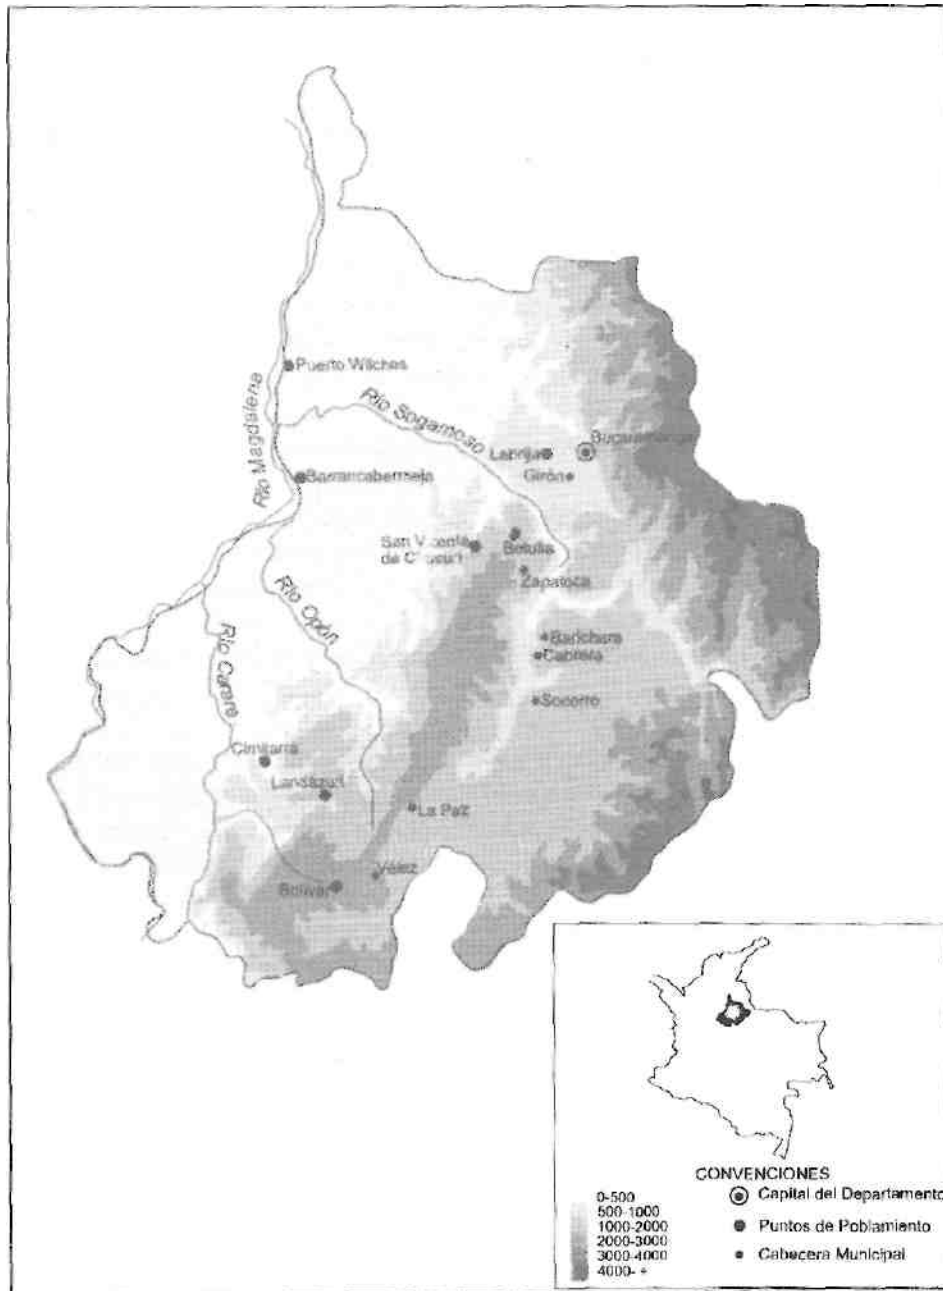 Puerto Wilches
Río Magdalena
Río Sogamoso
Bucaramanga
Lebrija
Girón
Barrancabermeja
San Vicente
de Chucurí
Betulia
Zapatoca
Río Opón
Río Carare
Barichara
Cabrera
Socorro
Cimitarra
Landázuri
La Paz
Vélez
Bolívar
CONVENCIONES
0-500
500-1000
1000-2000
2000-3000
3000-4000
4000- +
Capital del Departamento
Puntos de Poblamiento
Cabecera Municipal